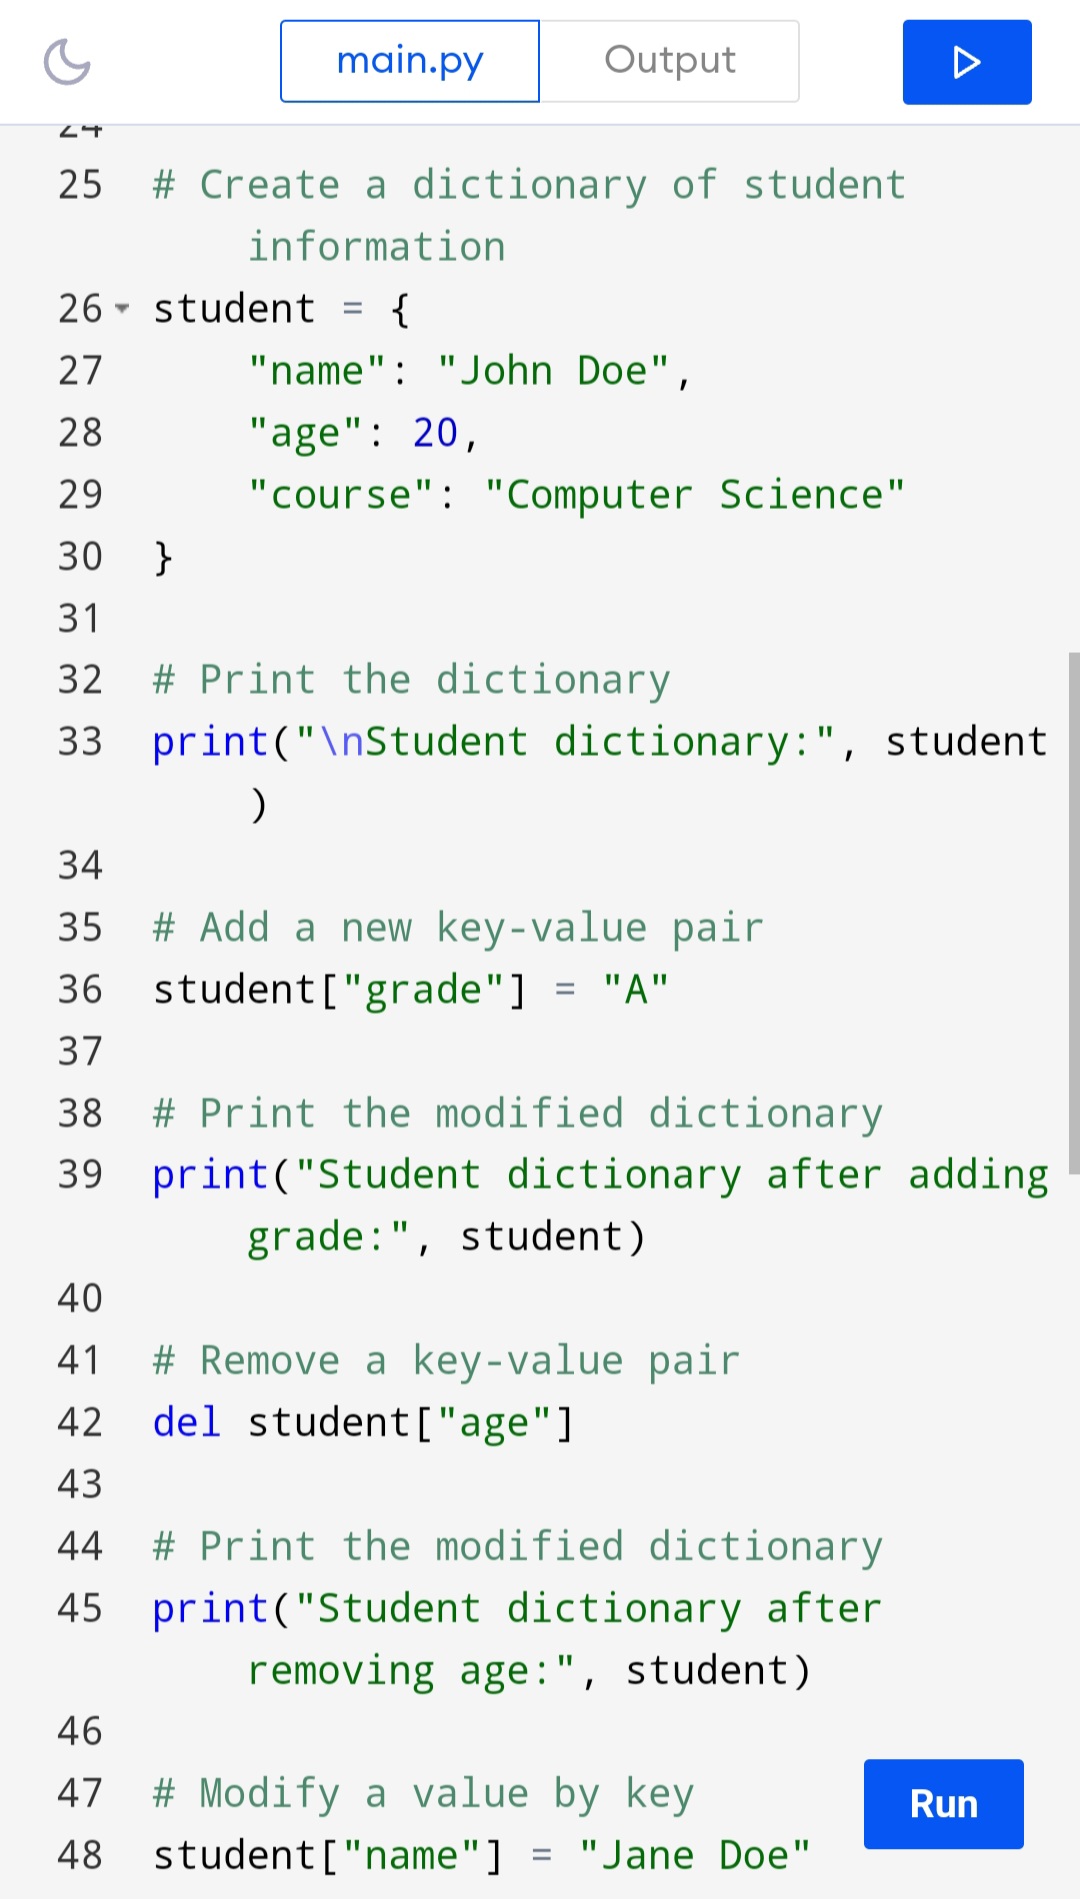 main.py Output
25 # Create a dictionary of student
information
26 student = {
27 "name": "John Doe",
28 "age": 20,
29 "course": "Computer Science"
30 }
31
32 # Print the dictionary
33 print("\nStudent dictionary:", student
)
34
35 # Add a new key-value pair
36 student["grade"] = "A"
37
38 # Print the modified dictionary
39 print("Student dictionary after adding
grade:", student)
40
41 # Remove a key-value pair
42 del student["age"]
43
44 # Print the modified dictionary
45 print("Student dictionary after
removing age:", student)
46
47 # Modify a value by key
Run
48 student["name"] = "Jane Doe"